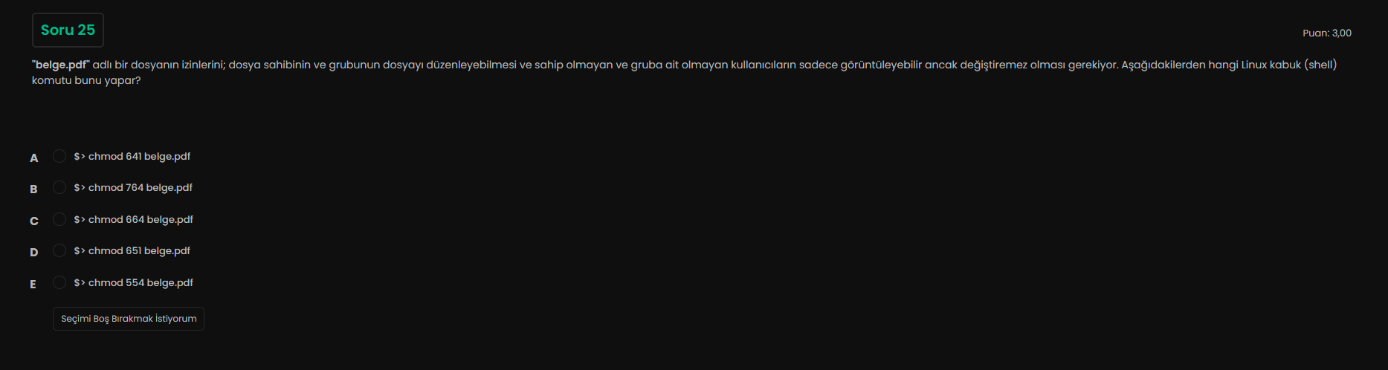 Soru 25
Puan: 3,00
"belge.pdf" adlı bir dosyanın izinlerini; dosya sahibinin ve grubunun dosyayı düzenleyebilmesi ve sahip olmayan ve gruba ait olmayan kullanıcıların sadece görüntüleyebilir ancak değiştiremez olması gerekiyor. Aşağıdakilerden hangi Linux kabuk (shell)
komutu bunu yapar?
A $> chmod 641 belge.pdf
B $> chmod 764 belge.pdf
C $> chmod 664 belge.pdf
D $> chmod 651 belge.pdf
E $> chmod 554 belge.pdf
Seçimi Boş Bırakmak İstiyorum